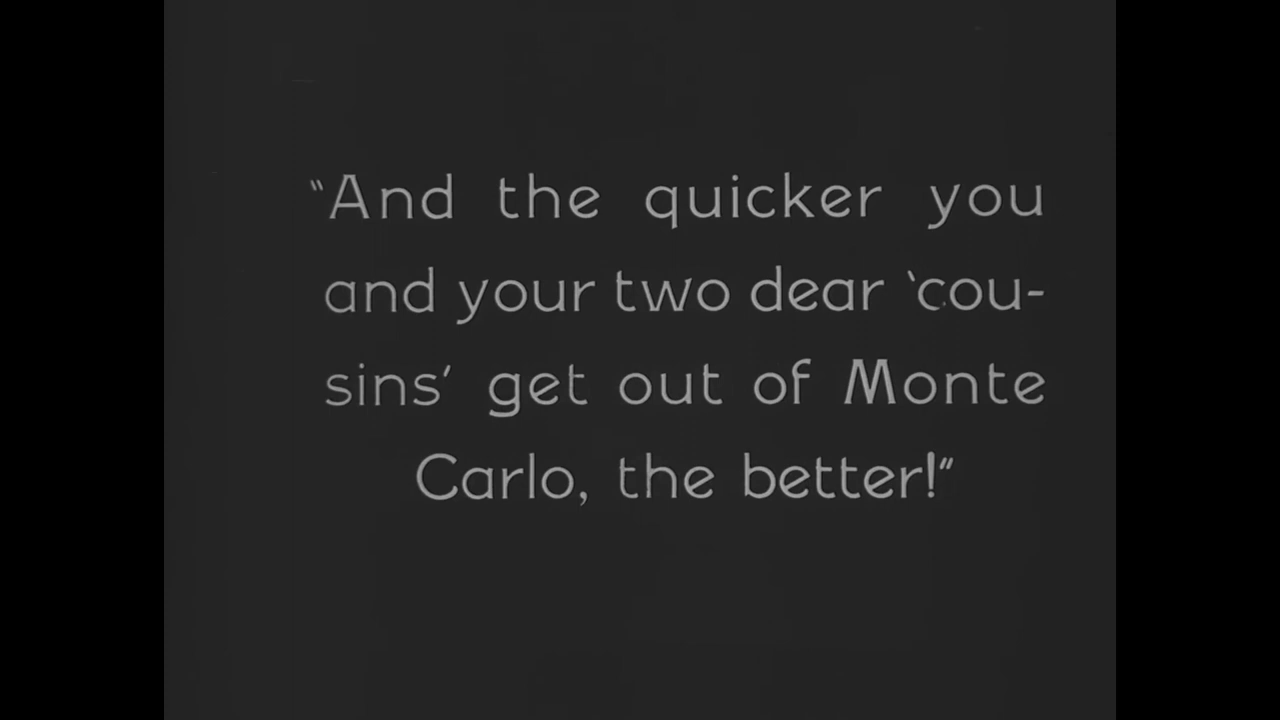 “And the quicker you
and your two dear ‘cou-
sins’ get out of Monte
Carlo, the better!”